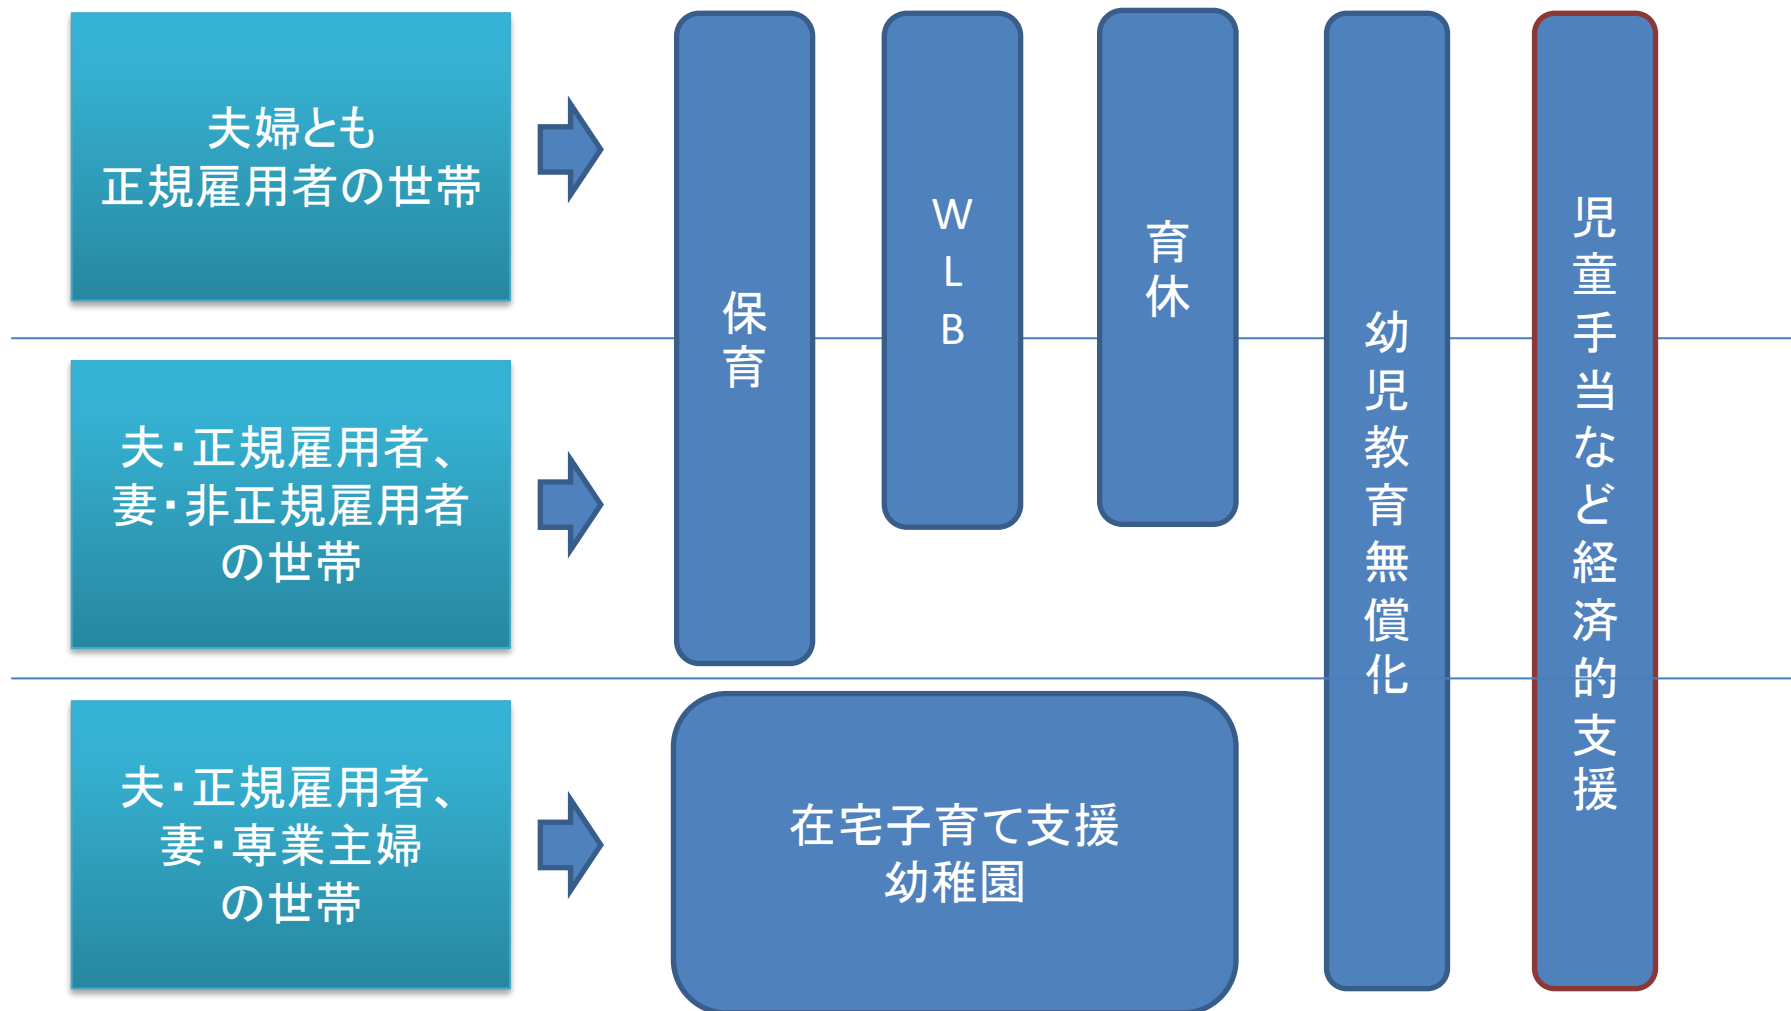 夫婦とも
正規雇用者の世帯
保育
WLB
育休
幼児教育無償化
児童手当など経済的支援
夫・正規雇用者、
妻・非正規雇用者
の世帯
夫・正規雇用者、
妻・専業主婦
の世帯
在宅子育て支援
幼稚園